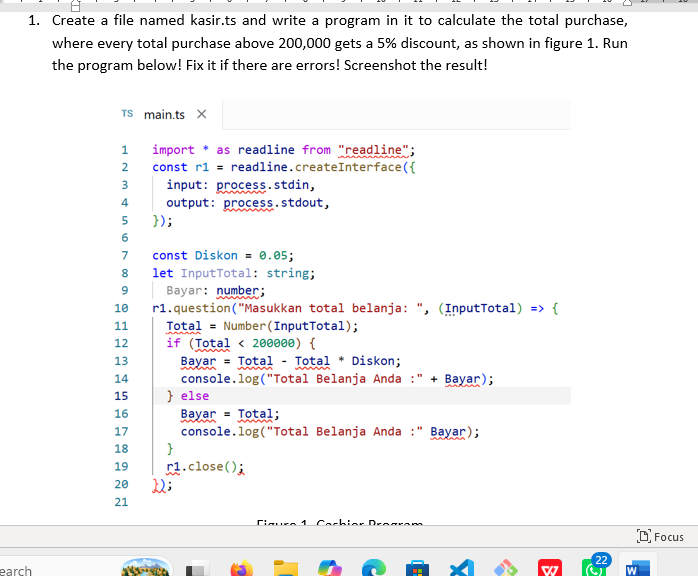 1. Create a file named kasir.ts and write a program in it to calculate the total purchase,
where every total purchase above 200,000 gets a 5% discount, as shown in figure 1. Run
the program below! Fix it if there are errors! Screenshot the result!
TS main.ts ×
1 import * as readline from "readline";
2 const r1 = readline.createInterface({
3 input: process.stdin,
4 output: process.stdout,
5 });
6
7 const Diskon = 0.05;
8 let InputTotal: string;
9 Bayar: number;
10 r1.question("Masukkan total belanja: ", (InputTotal) => {
11 Total = Number(InputTotal);
12 if (Total < 200000) {
13 Bayar = Total - Total * Diskon;
14 console.log("Total Belanja Anda :" + Bayar);
15 } else
16 Bayar = Total;
17 console.log("Total Belanja Anda :" Bayar);
18 }
19 r1.close();
20 });
21
Figure 1. Cashier Program
Focus
earch
22
W